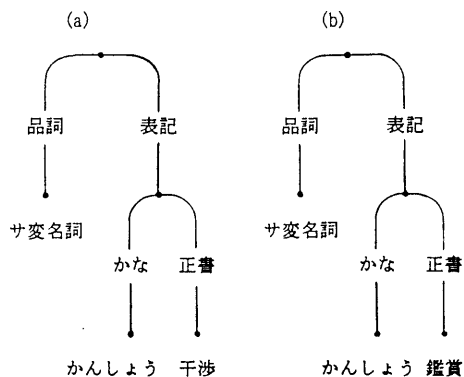 (a)
(b)
品詞 表記
品詞 表記
サ変名詞
サ変名詞
かな 正書
かな 正書
かんしょう 干渉
かんしょう 鑑賞